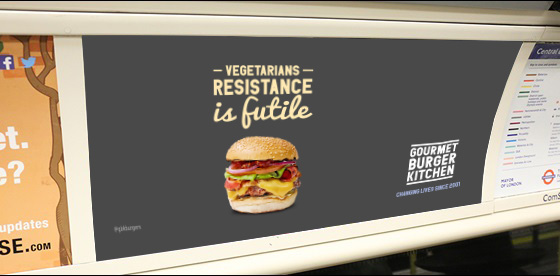 et.
e?
updates
SE.COM
— VEGETARIANS —
RESISTANCE
is futile
GOURMET
BURGER
KITCHEN
CHANGING LIVES SINCE 2001
@gbkburgers
Central
MAYOR
OF LONDON
ComS